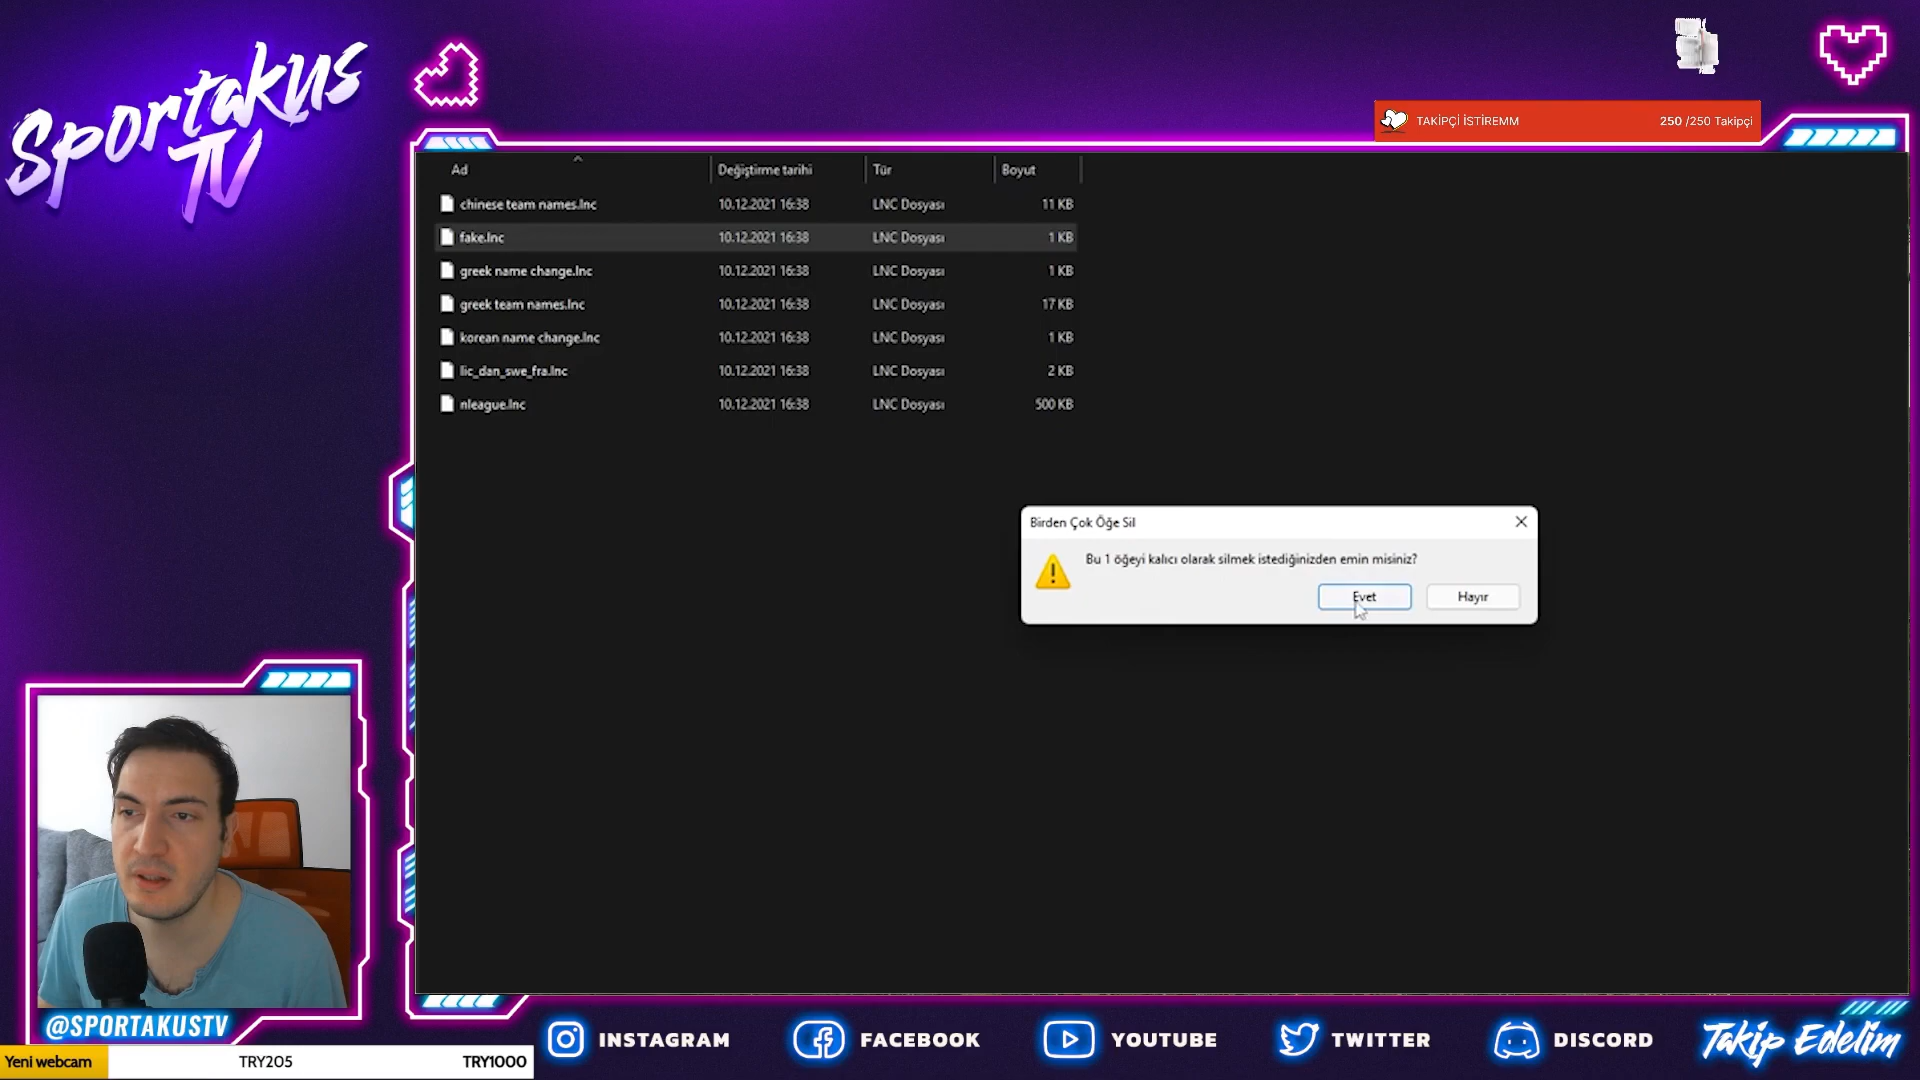 Sportakus
TV
TAKİPÇİ İSTİREMM 250 /250 Takipçi
Ad Değiştirme tarihi Tür Boyut
chinese team names.lnc 10.12.2021 16:38 LNC Dosyası 11 KB
fake.lnc 10.12.2021 16:38 LNC Dosyası 1 KB
greek name change.lnc 10.12.2021 16:38 LNC Dosyası 1 KB
greek team names.lnc 10.12.2021 16:38 LNC Dosyası 17 KB
korean name change.lnc 10.12.2021 16:38 LNC Dosyası 1 KB
lic_dan_swe_fra.lnc 10.12.2021 16:38 LNC Dosyası 2 KB
nleague.lnc 10.12.2021 16:38 LNC Dosyası 500 KB
Birden Çok Öğe Sil
Bu 1 öğeyi kalıcı olarak silmek istediğinizden emin misiniz?
Evet Hayır
@SPORTAKUSTV
INSTAGRAM FACEBOOK YOUTUBE TWITTER DISCORD Takip Edelim
Yeni webcam TRY205 TRY1000